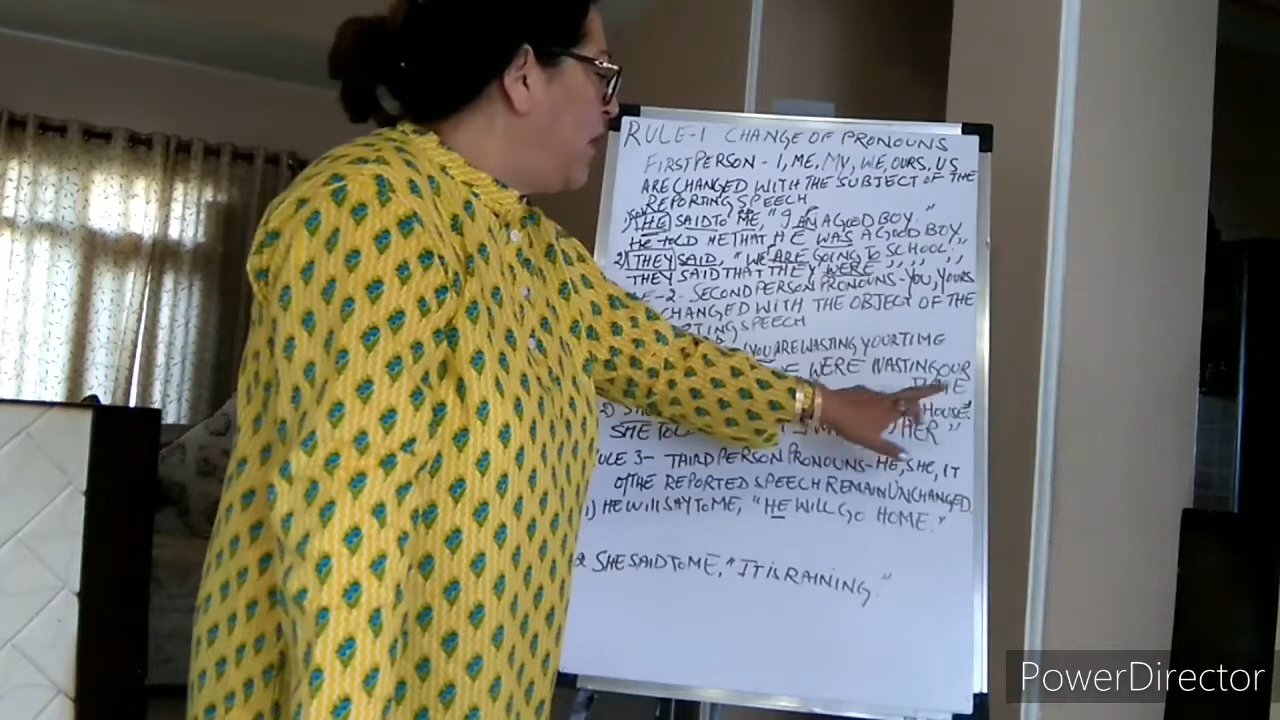 RULE-1 CHANGE OF PRONOUNS
FIRST PERSON - I, ME, MY, WE, OURS, US
ARE CHANGED WITH THE SUBJECT OF THE
REPORTING SPEECH
1) HE SAID TO ME, "I AM A GOOD BOY."
HE TOLD ME THAT HE WAS A GOOD BOY.
2) THEY SAID, "WE ARE GOING TO SCHOOL"
THEY SAID THAT THEY WERE
-2. SECOND PERSON PRONOUNS - YOU, YOURS
CHANGED WITH THE OBJECT OF THE
SPEECH
YOU ARE WASTING YOUR TIME
WERE WASTING OUR
HOUSE."
HER"
RULE 3- THIRD PERSON PRONOUNS - HE, SHE, IT
OF THE REPORTED SPEECH REMAIN UNCHANGED.
1) HE WILL SAY TO ME, "HE WILL GO HOME."
2 SHE SAID TO ME, "IT IS RAINING."
PowerDirector